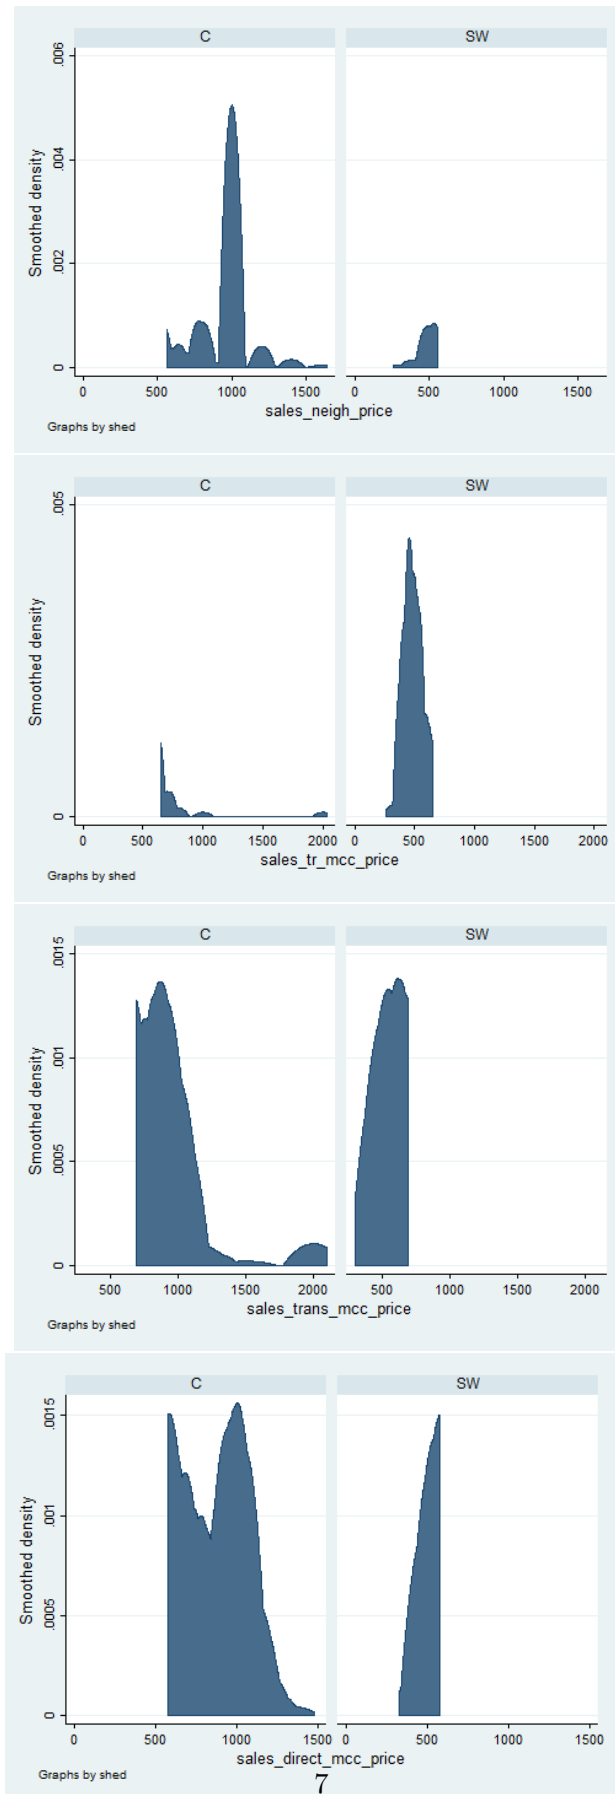 C SW
.006
.004
.002
0
Smoothed density
0 500 1000 1500 0 500 1000 1500
sales_neigh_price
Graphs by shed
C SW
.005
0
Smoothed density
0 500 1000 1500 2000 0 500 1000 1500 2000
sales_tr_mcc_price
Graphs by shed
C SW
.0015
.001
.0005
0
Smoothed density
500 1000 1500 2000 500 1000 1500 2000
sales_trans_mcc_price
Graphs by shed
C SW
.0015
.001
.0005
0
Smoothed density
0 500 1000 1500 0 500 1000 1500
sales_direct_mcc_price
Graphs by shed
7